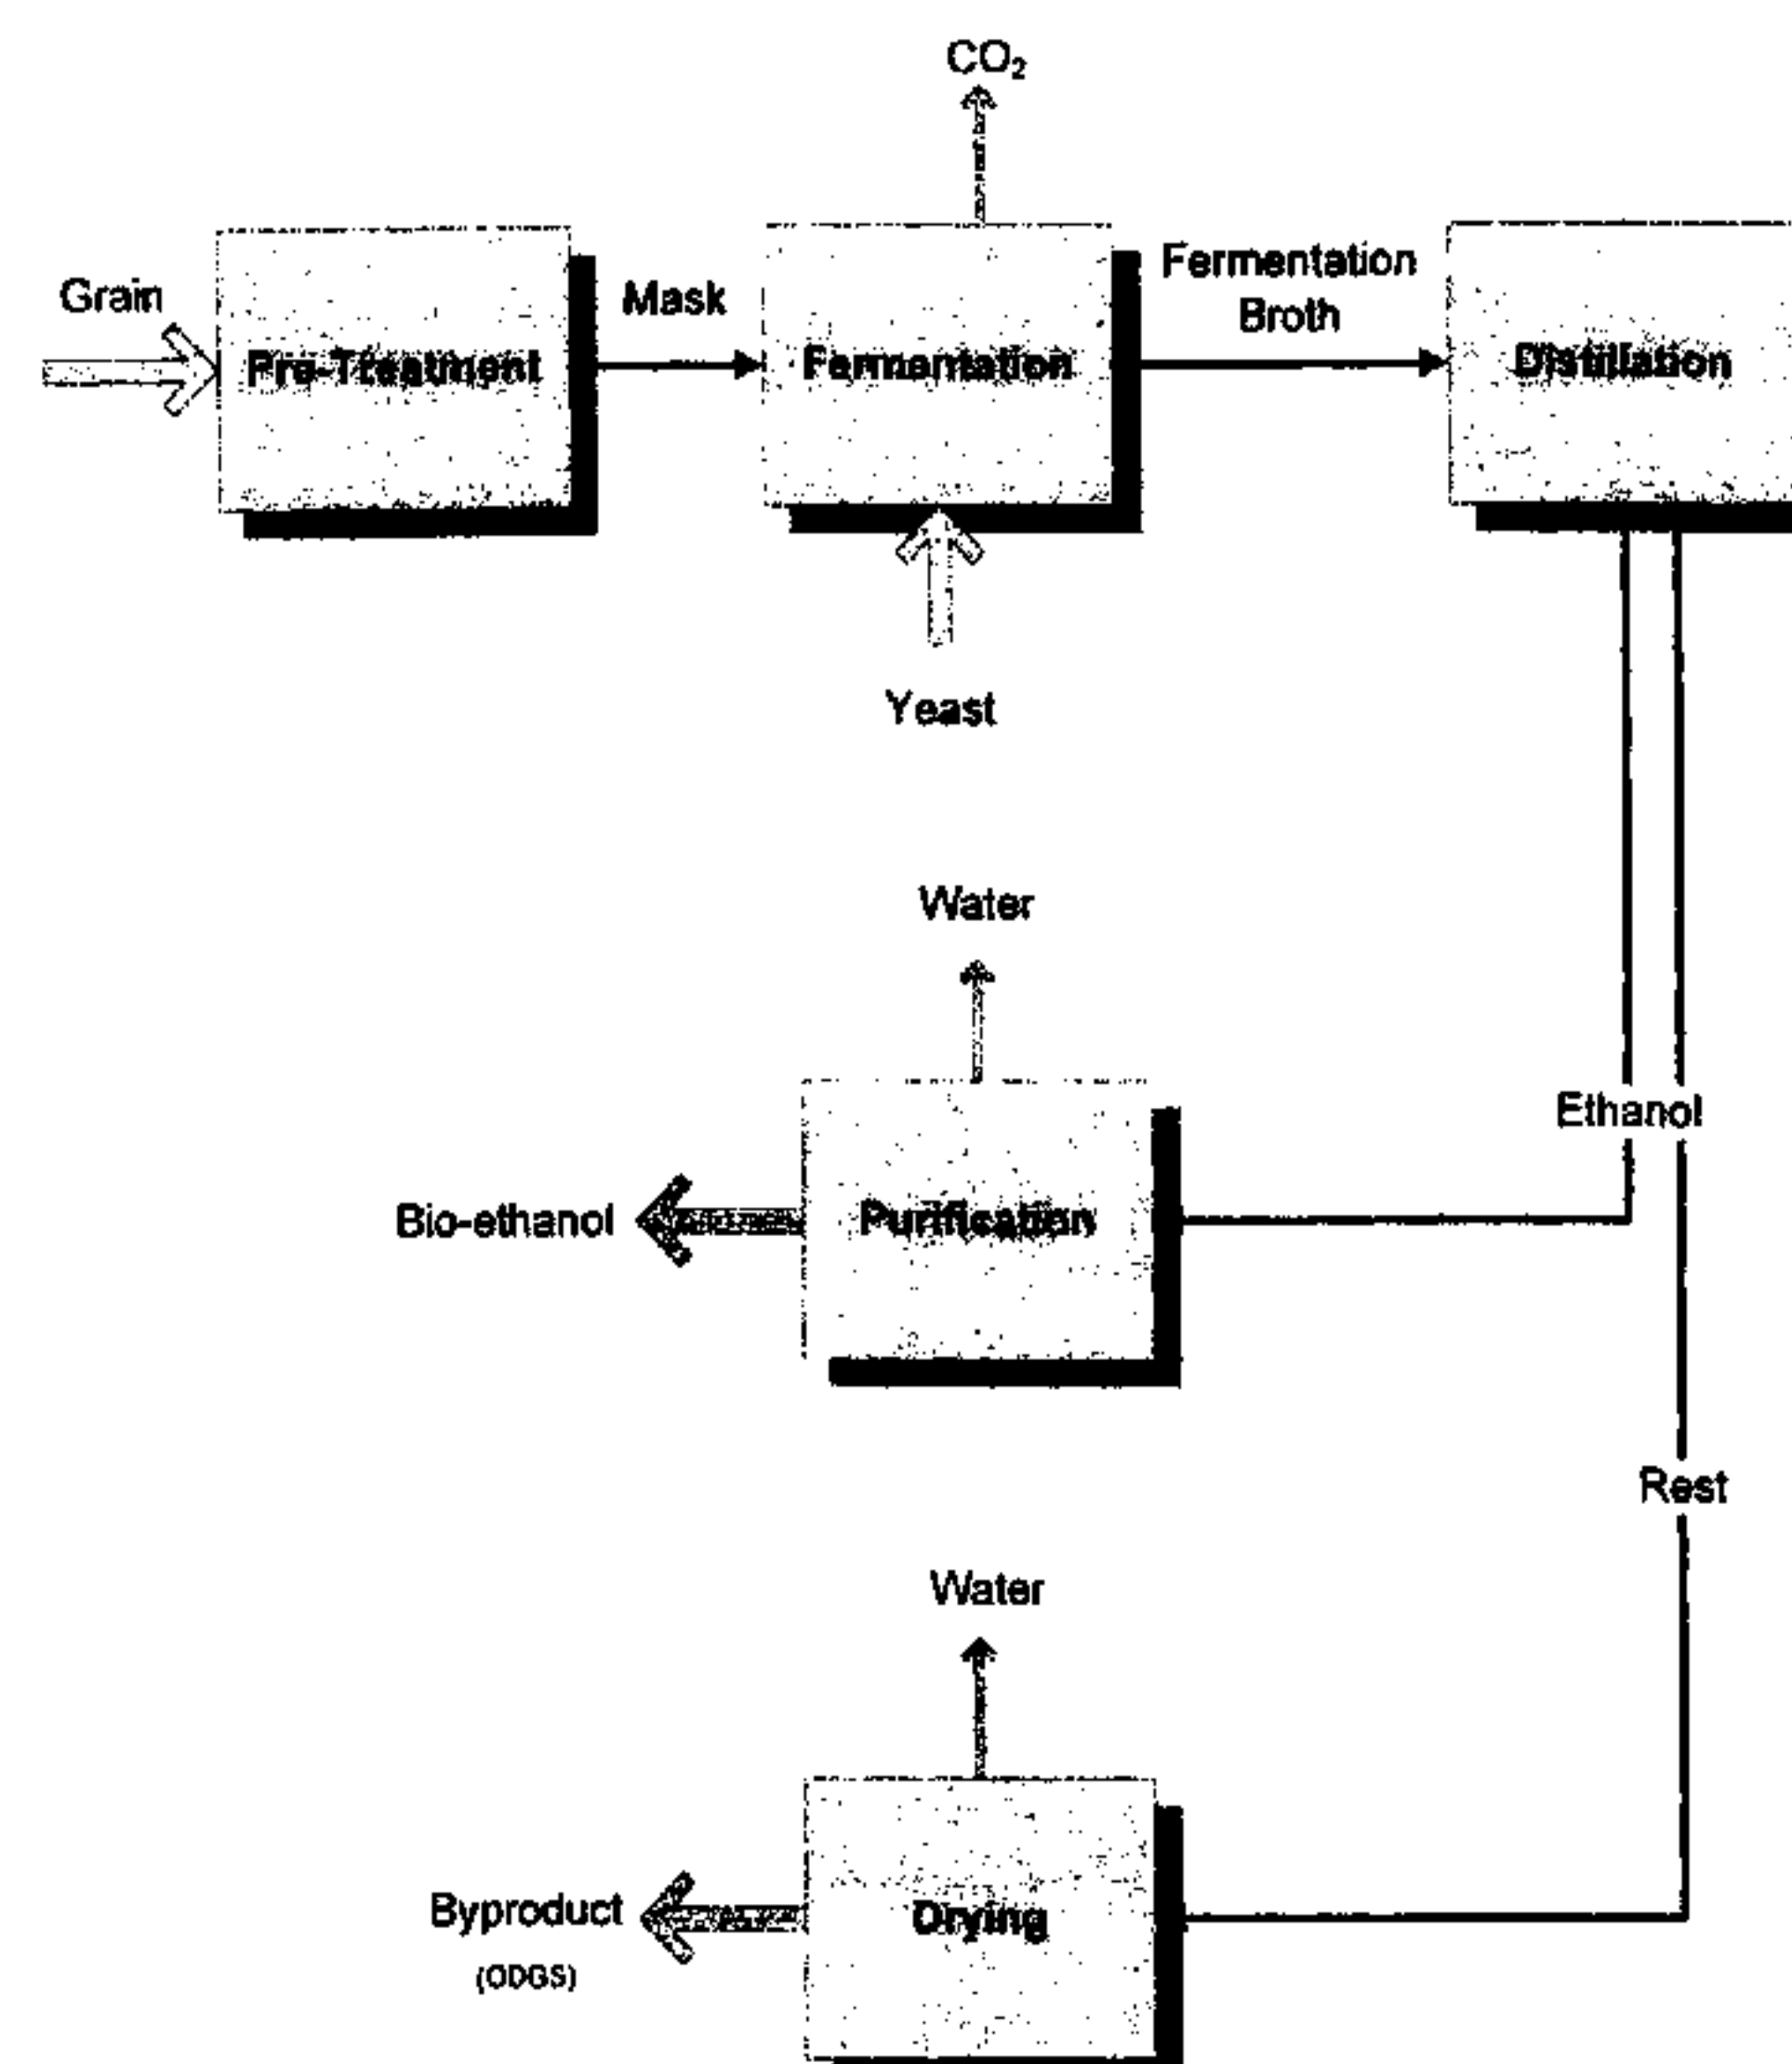 CO₂
Grain
Pre-Treatment
Mask
Fermentation
Fermentation
Broth
Distillation
Yeast
Water
Ethanol
Bio-ethanol
Purification
Rest
Water
Byproduct
(ODGS)
Drying